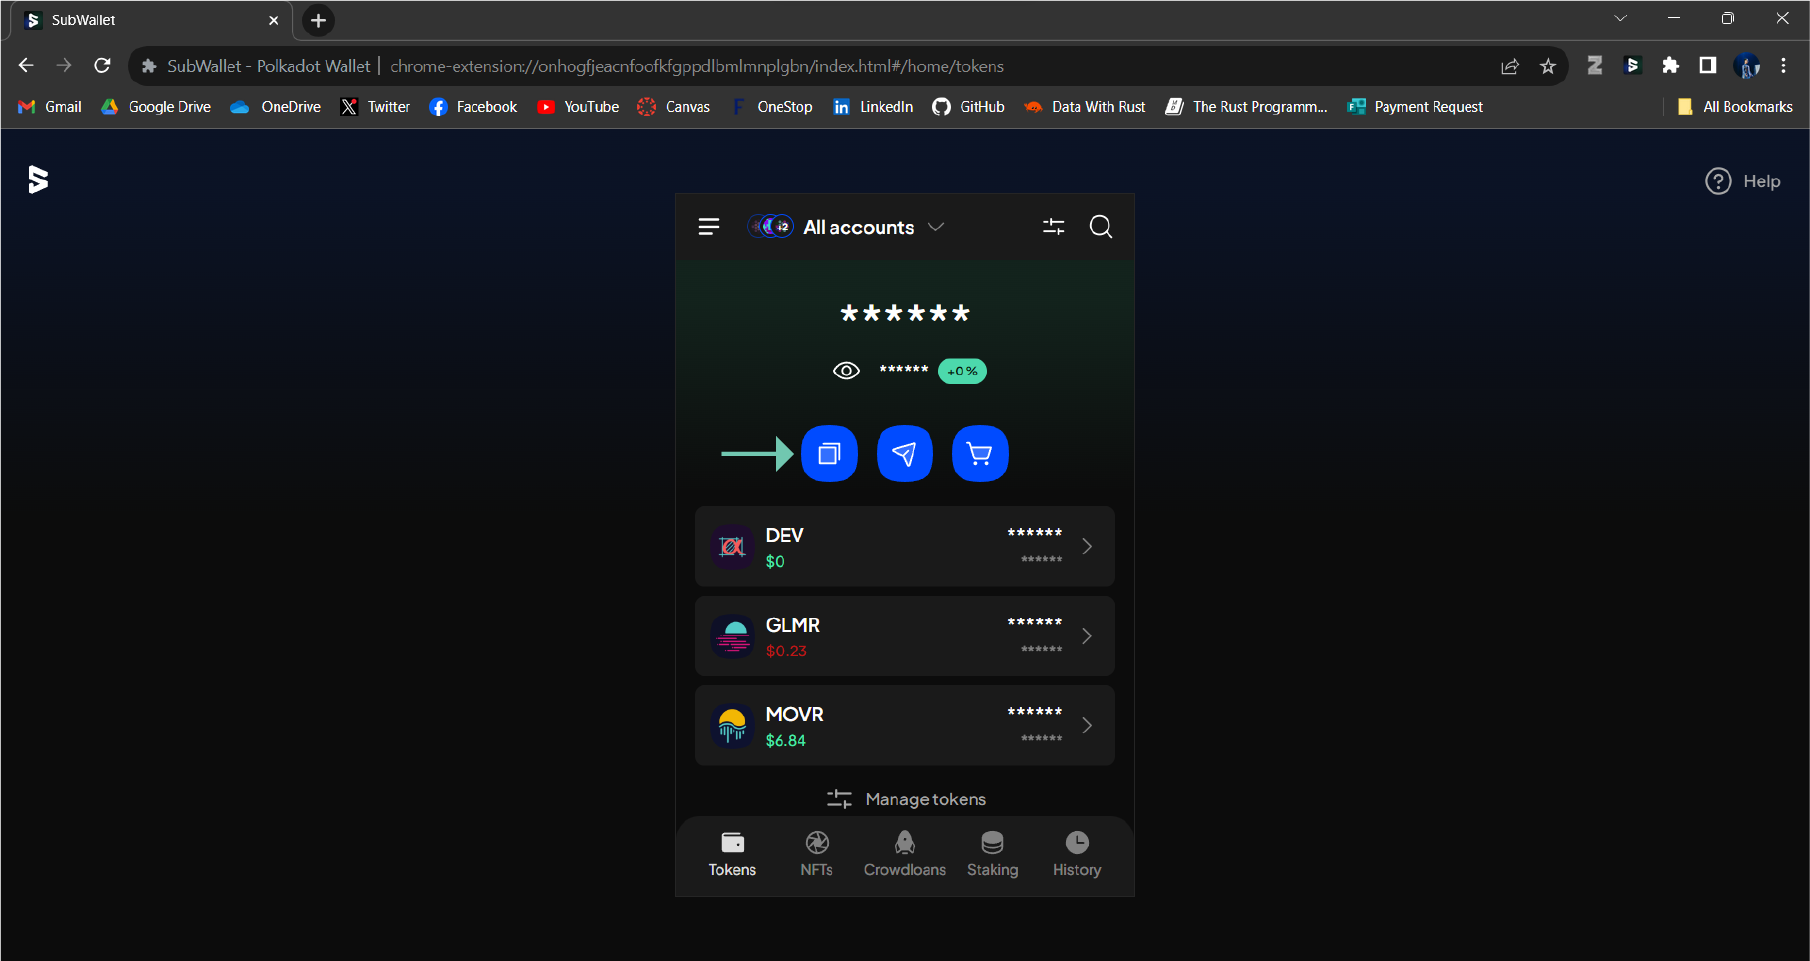 SubWallet
SubWallet - Polkadot Wallet | chrome-extension://onhogfjeacnfoofkfgppdlbmlmnplgbn/index.html#/home/tokens
Gmail Google Drive OneDrive Twitter Facebook YouTube Canvas OneStop LinkedIn GitHub Data With Rust The Rust Programm... Payment Request All Bookmarks
Help
+2 All accounts
******
****** +0 %
DEV ******
$0 ******
GLMR ******
$0.23 ******
MOVR ******
$6.84 ******
Manage tokens
Tokens NFTs Crowdloans Staking History